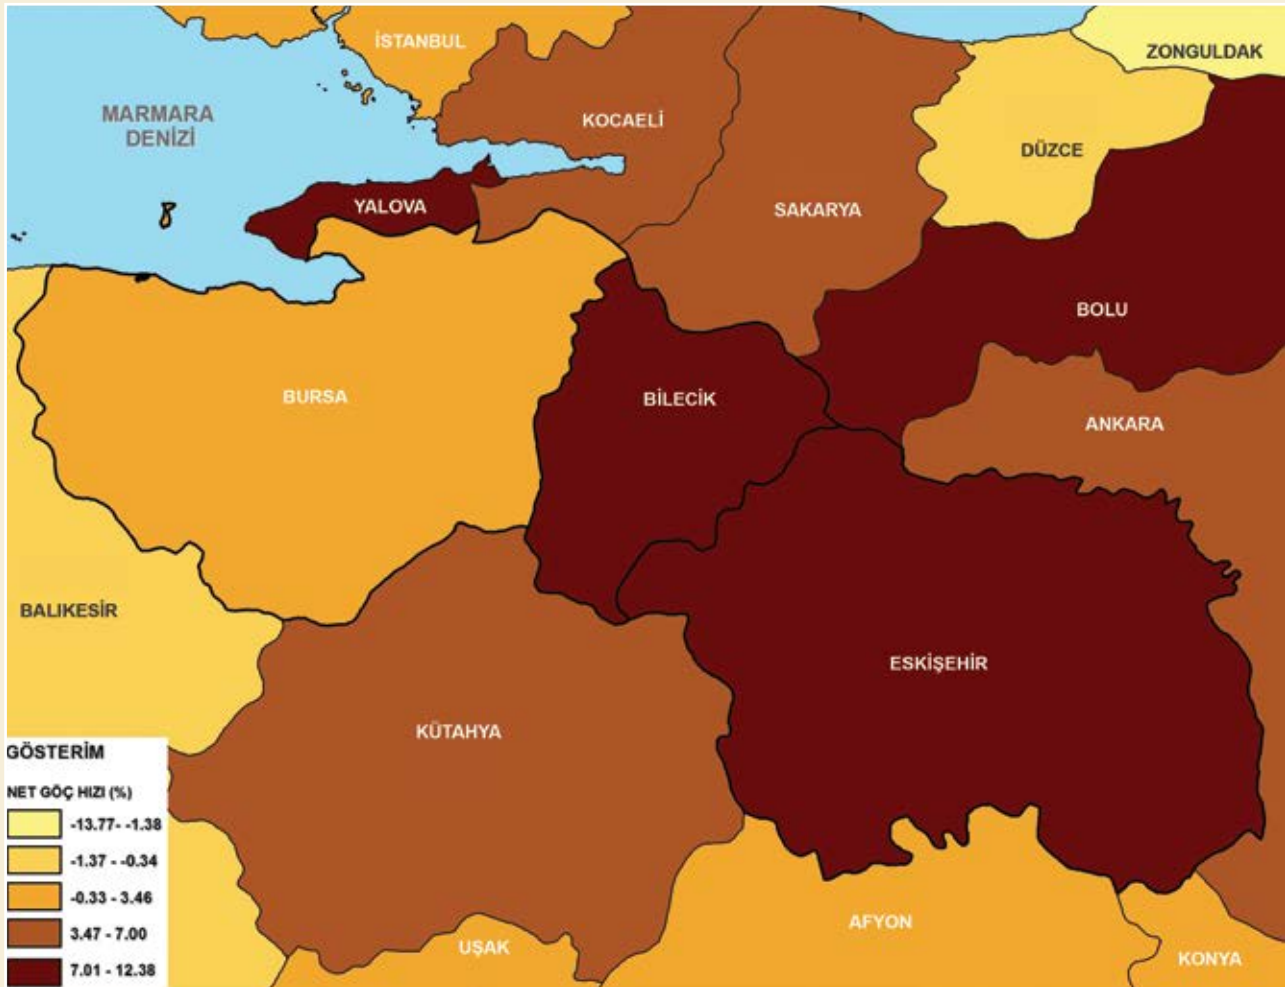 İSTANBUL
ZONGULDAK
MARMARA
DENİZİ
KOCAELİ
DÜZCE
YALOVA
SAKARYA
BOLU
BURSA
BİLECİK
ANKARA
BALIKESİR
ESKİŞEHİR
KÜTAHYA
AFYON
UŞAK
KONYA
GÖSTERİM
NET GÖÇ HIZI (%)
-13.77- -1.38
-1.37 - -0.34
-0.33 - 3.46
3.47 - 7.00
7.01 - 12.38